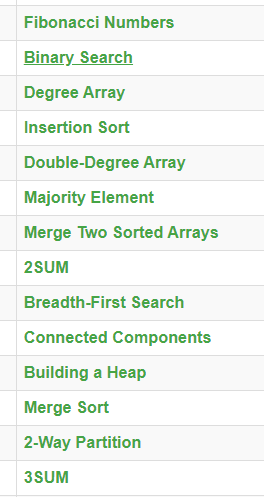 Fibonacci Numbers
Binary Search
Degree Array
Insertion Sort
Double-Degree Array
Majority Element
Merge Two Sorted Arrays
2SUM
Breadth-First Search
Connected Components
Building a Heap
Merge Sort
2-Way Partition
3SUM